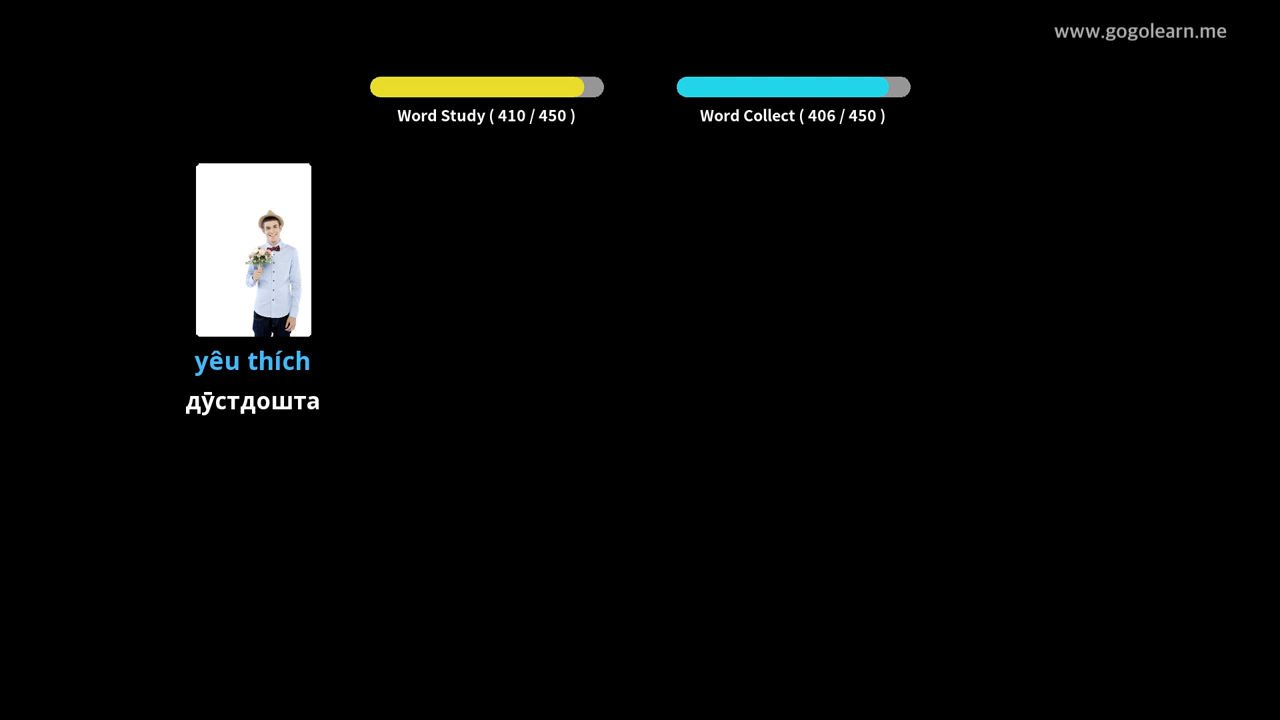 www.gogolearn.me
Word Study ( 410 / 450 )
Word Collect ( 406 / 450 )
yêu thích
дӯстдошта